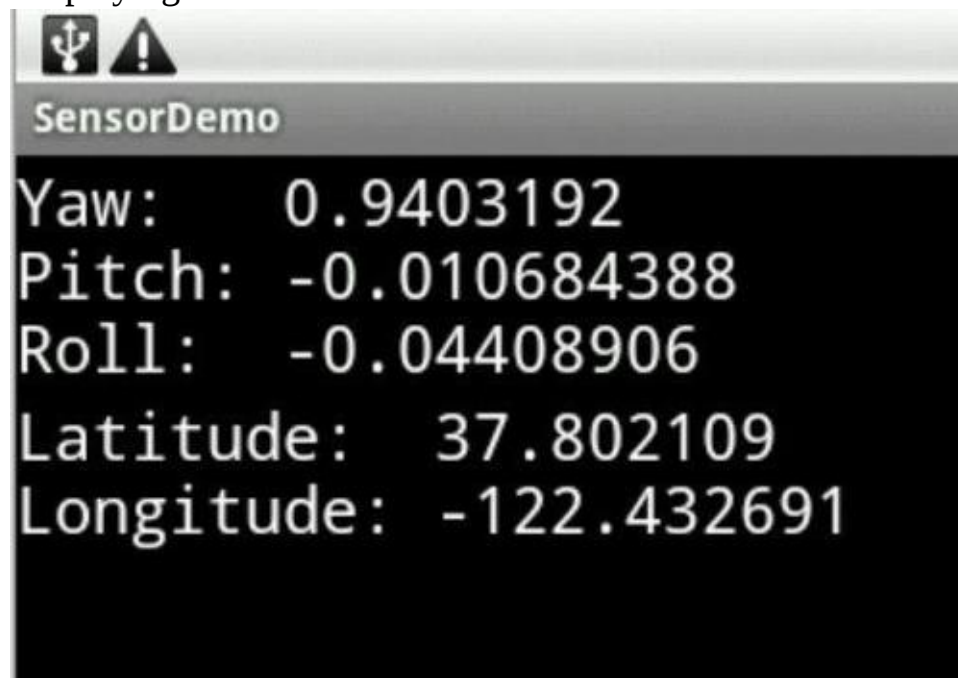 SensorDemo
Yaw: 0.9403192
Pitch: -0.010684388
Roll: -0.04408906
Latitude: 37.802109
Longitude: -122.432691